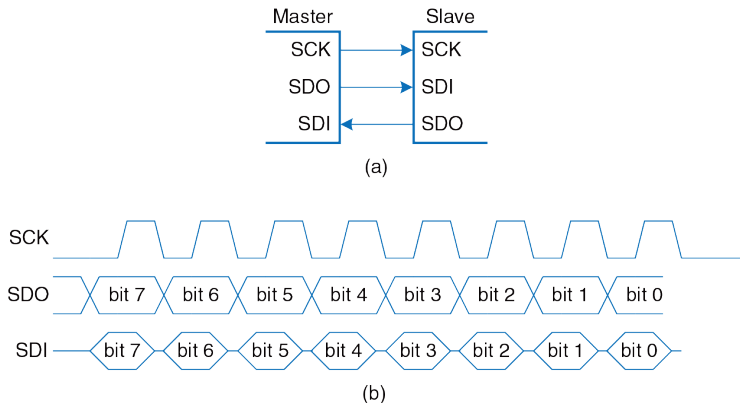 Master Slave
SCK SCK
SDO SDI
SDI SDO
(a)
SCK
SDO bit 7 bit 6 bit 5 bit 4 bit 3 bit 2 bit 1 bit 0
SDI bit 7 bit 6 bit 5 bit 4 bit 3 bit 2 bit 1 bit 0
(b)